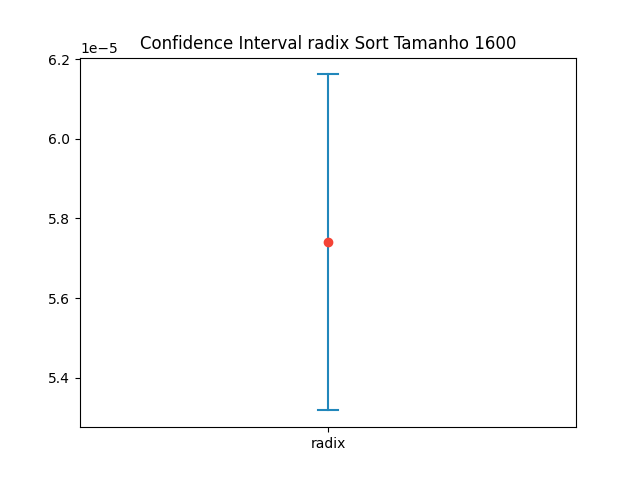 Confidence Interval radix Sort Tamanho 1600
1e−5
6.2
6.0
5.8
5.6
5.4
radix